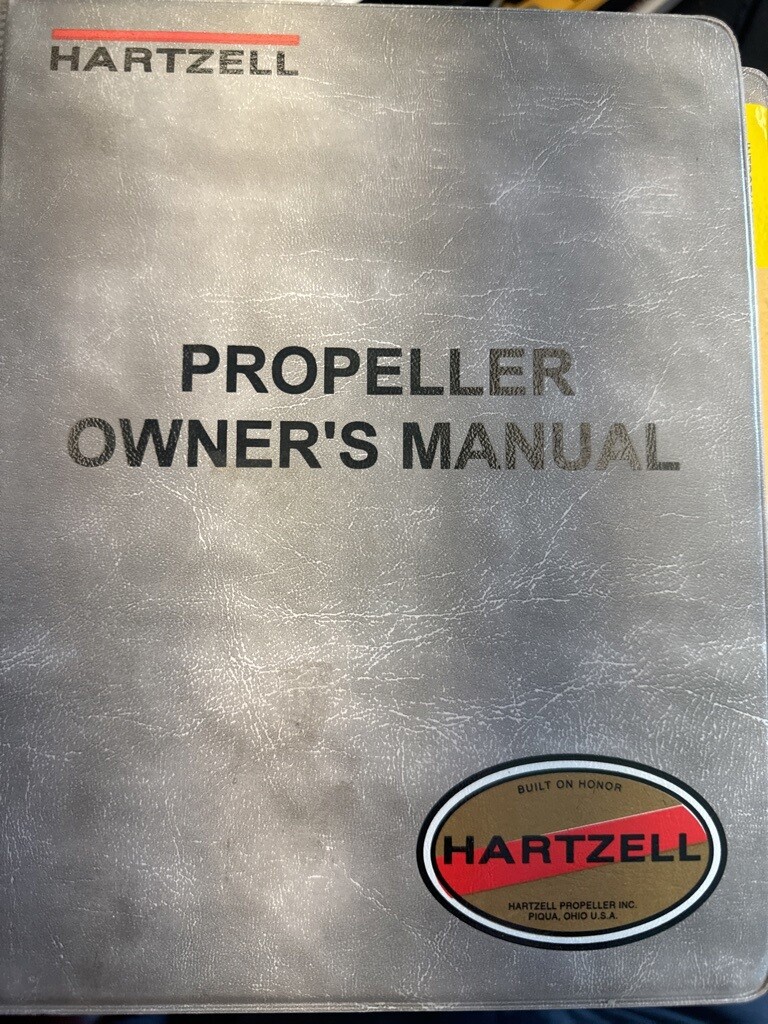 HARTZELL
PROPELLER
OWNER'S MANUAL
BUILT ON HONOR
HARTZELL
HARTZELL PROPELLER INC.
PIQUA, OHIO U.S.A.